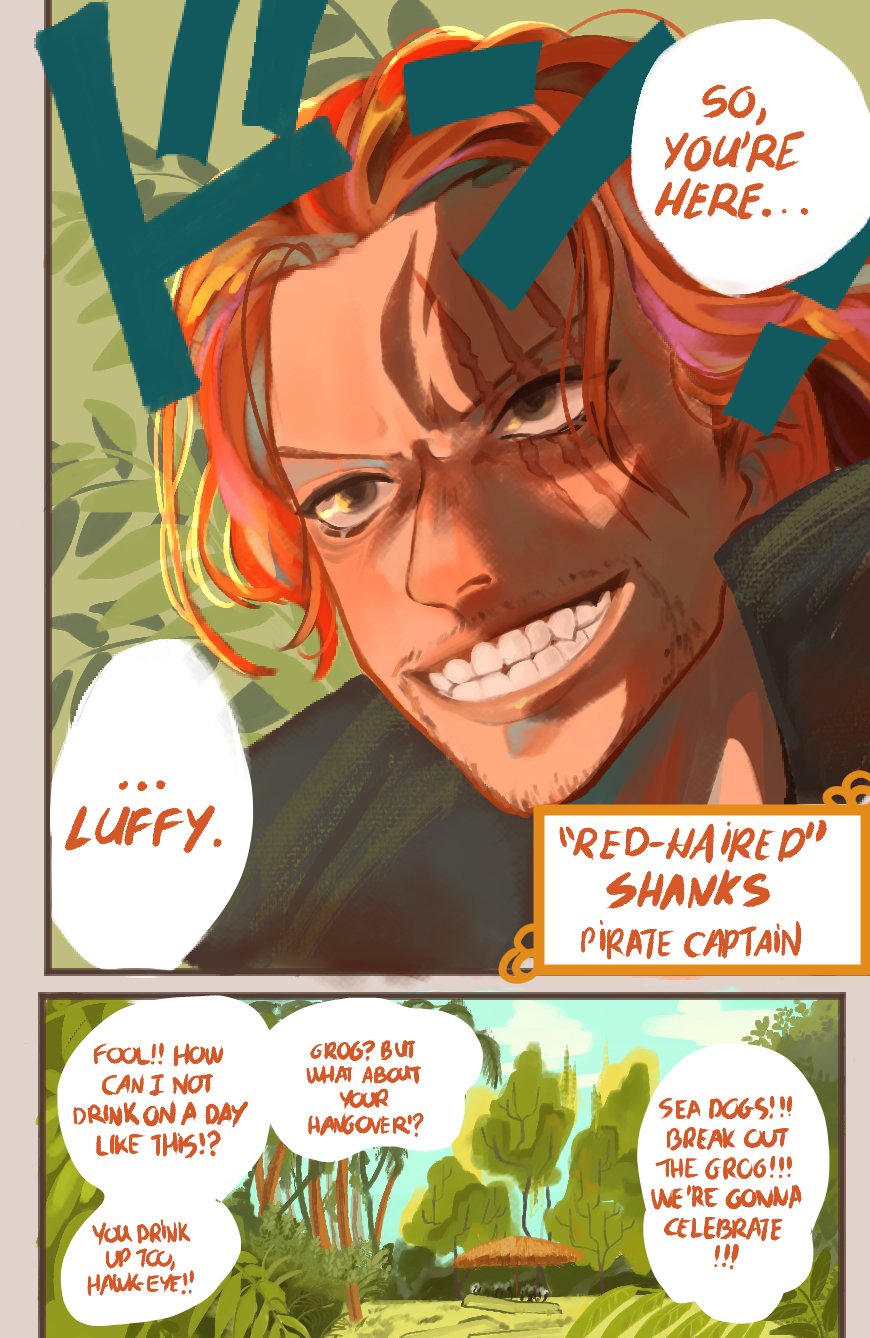 ドン!
SO,
YOU'RE
HERE...
...
LUFFY.
"RED-HAIRED"
SHANKS
PIRATE CAPTAIN
SEA DOGS!!!
BREAK OUT
THE GROG!!!
WE'RE GONNA
CELEBRATE
!!!
GROG? BUT
WHAT ABOUT
YOUR
HANGOVER!?
FOOL!! HOW
CAN I NOT
DRINK ON A DAY
LIKE THIS!?
YOU DRINK
UP TOO,
HAWK-EYE!!